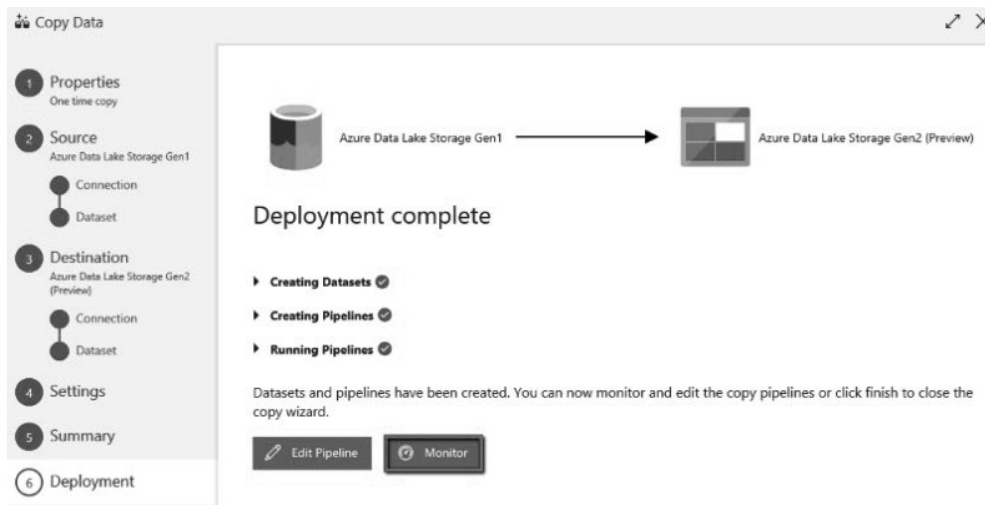 Copy Data
1 Properties
One time copy
2 Source
Azure Data Lake Storage Gen1
Connection
Dataset
3 Destination
Azure Data Lake Storage Gen2
(Preview)
Connection
Dataset
4 Settings
5 Summary
6 Deployment
Azure Data Lake Storage Gen1
Azure Data Lake Storage Gen2 (Preview)
Deployment complete
Creating Datasets
Creating Pipelines
Running Pipelines
Datasets and pipelines have been created. You can now monitor and edit the copy pipelines or click finish to close the
copy wizard.
Edit Pipeline
Monitor